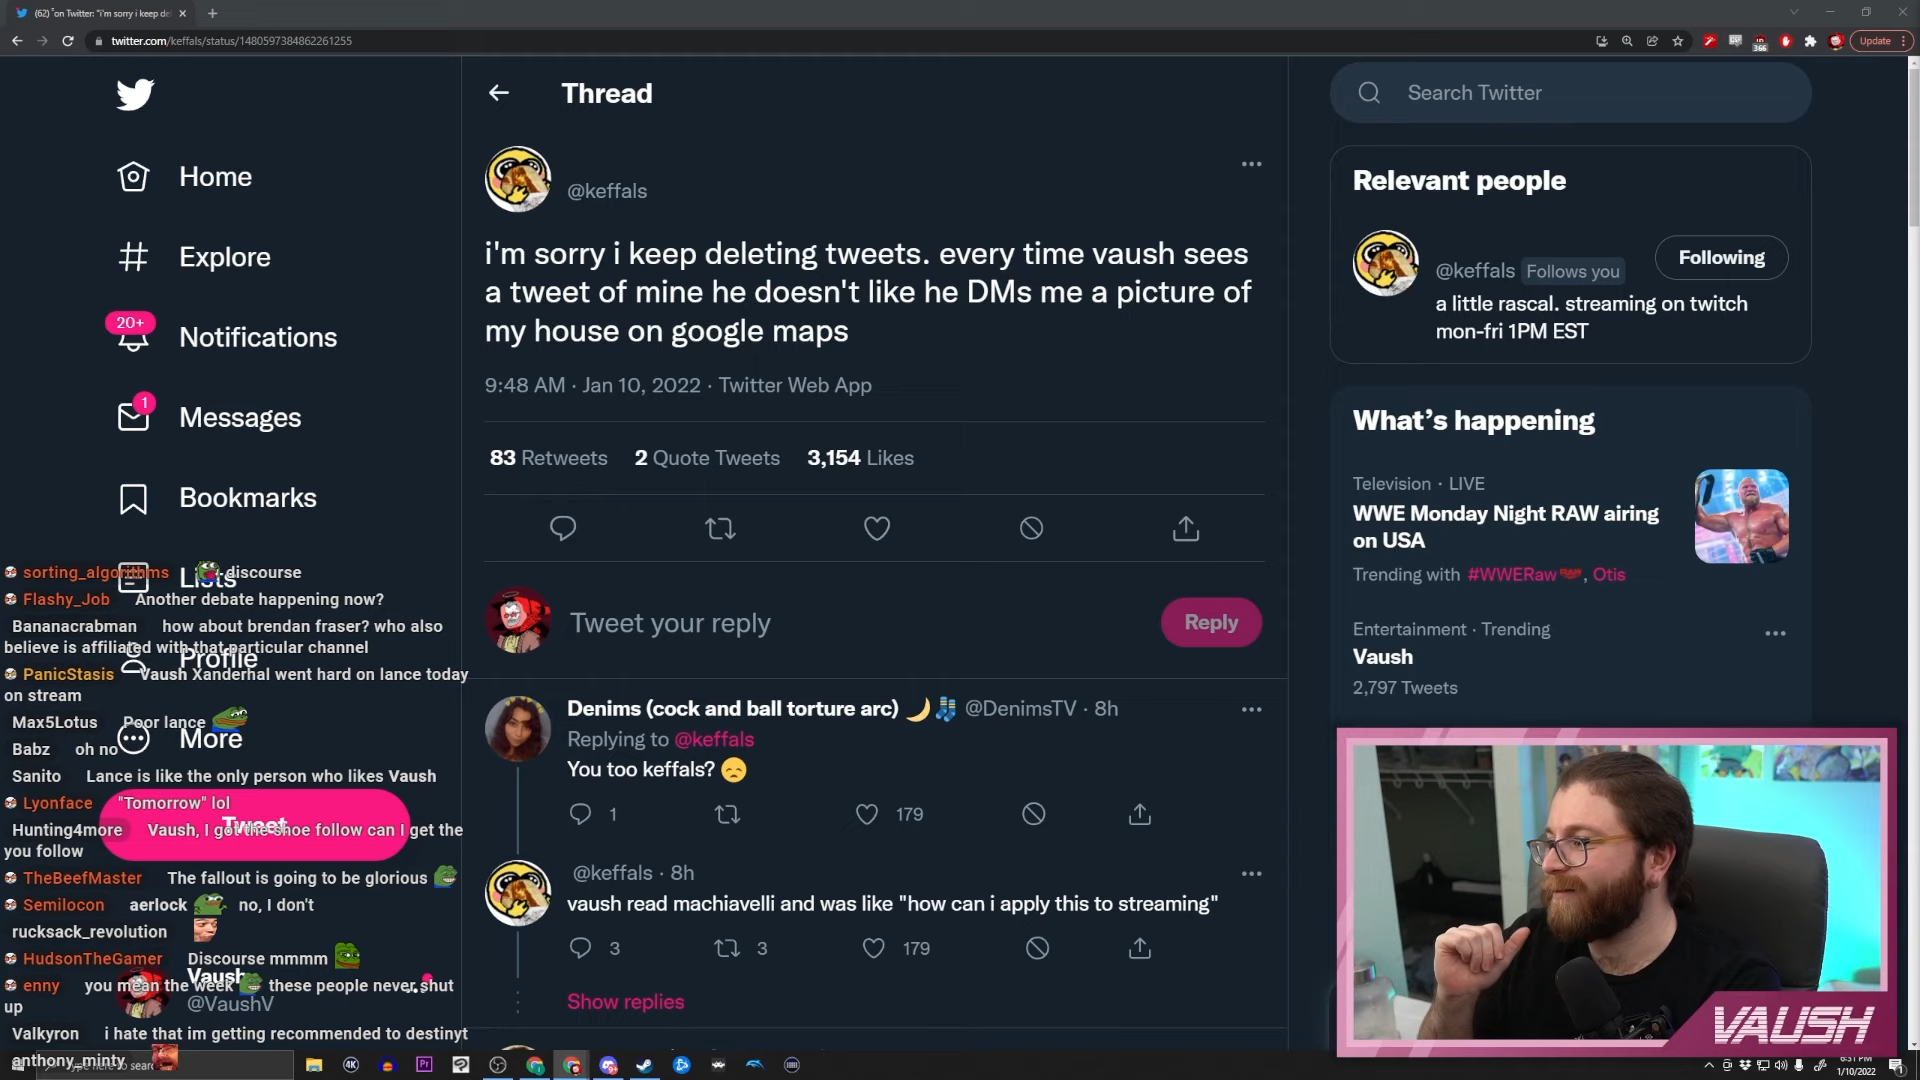 (62) on Twitter: "i'm sorry i keep del
twitter.com/keffals/status/1480597384862261255
366
Update
Home
Explore
20+
Notifications
1
Messages
Bookmarks
Lists
Profile
More
Tweet
Vaush
@VaushV
Thread
@keffals
i'm sorry i keep deleting tweets. every time vaush sees
a tweet of mine he doesn't like he DMs me a picture of
my house on google maps
9:48 AM · Jan 10, 2022 · Twitter Web App
83 Retweets 2 Quote Tweets 3,154 Likes
Tweet your reply
Reply
Denims (cock and ball torture arc) 🌙🧦 @DenimsTV · 8h
Replying to @keffals
You too keffals? 😞
1 179
@keffals · 8h
vaush read machiavelli and was like "how can i apply this to streaming"
3 3 179
Show replies
Search Twitter
Relevant people
@keffals Follows you
Following
a little rascal. streaming on twitch
mon-fri 1PM EST
What's happening
Television · LIVE
WWE Monday Night RAW airing
on USA
Trending with #WWERaw, Otis
Entertainment · Trending
Vaush
2,797 Tweets
sorting_algorithms discourse
Flashy_Job Another debate happening now?
Bananacrabman how about brendan fraser? who also
believe is affiliated with that particular channel
PanicStasis Vaush Xanderhal went hard on lance today
on stream
Max5Lotus Poor lance
Babz oh no
Sanito Lance is like the only person who likes Vaush
Lyonface "Tomorrow" lol
Hunting4more Vaush, I got the shoe follow can I get the
you follow
TheBeefMaster The fallout is going to be glorious
Semilocon aerlock no, I don't
rucksack_revolution
HudsonTheGamer Discourse mmmm
enny you mean the week these people never shut
up
Valkyron i hate that im getting recommended to destinyt
anthony_minty
Type here to searc
4K
Pr
VAUSH
6:31 PM
1/10/2022